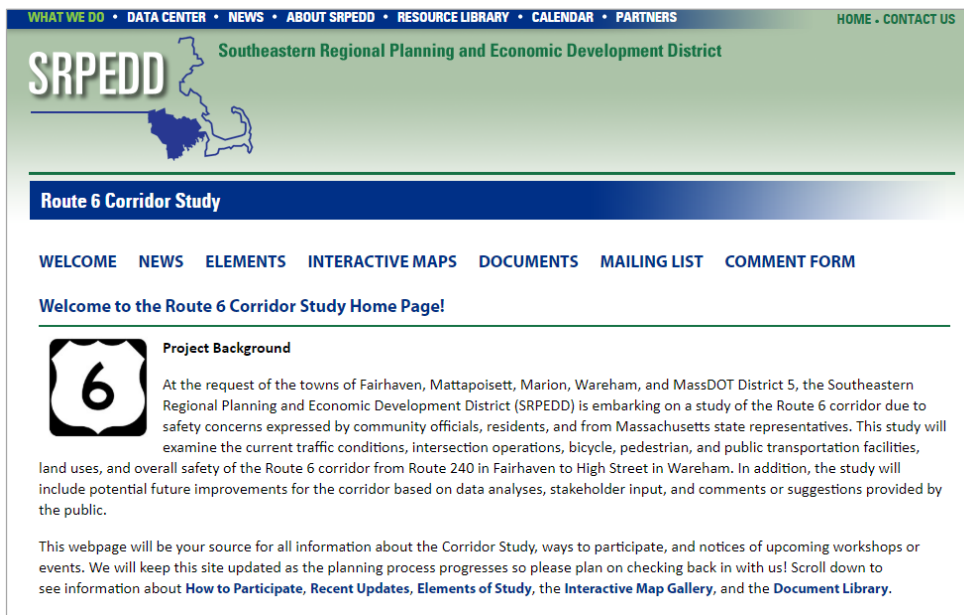 WHAT WE DO • DATA CENTER • NEWS • ABOUT SRPEDD • RESOURCE LIBRARY • CALENDAR • PARTNERS
HOME • CONTACT US
Southeastern Regional Planning and Economic Development District
SRPEDD
Route 6 Corridor Study
WELCOME NEWS ELEMENTS INTERACTIVE MAPS DOCUMENTS MAILING LIST COMMENT FORM
Welcome to the Route 6 Corridor Study Home Page!
6
Project Background
At the request of the towns of Fairhaven, Mattapoisett, Marion, Wareham, and MassDOT District 5, the Southeastern
Regional Planning and Economic Development District (SRPEDD) is embarking on a study of the Route 6 corridor due to
safety concerns expressed by community officials, residents, and from Massachusetts state representatives. This study will
examine the current traffic conditions, intersection operations, bicycle, pedestrian, and public transportation facilities,
land uses, and overall safety of the Route 6 corridor from Route 240 in Fairhaven to High Street in Wareham. In addition, the study will
include potential future improvements for the corridor based on data analyses, stakeholder input, and comments or suggestions provided by
the public.
This webpage will be your source for all information about the Corridor Study, ways to participate, and notices of upcoming workshops or
events. We will keep this site updated as the planning process progresses so please plan on checking back in with us! Scroll down to
see information about How to Participate, Recent Updates, Elements of Study, the Interactive Map Gallery, and the Document Library.